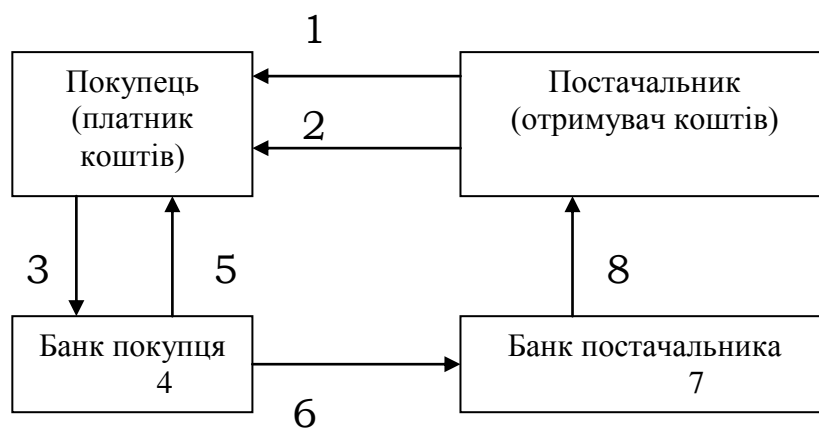 1
Покупець
(платник
коштів)
Постачальник
(отримувач коштів)
2
3
5
8
Банк покупця
4
Банк постачальника
7
6